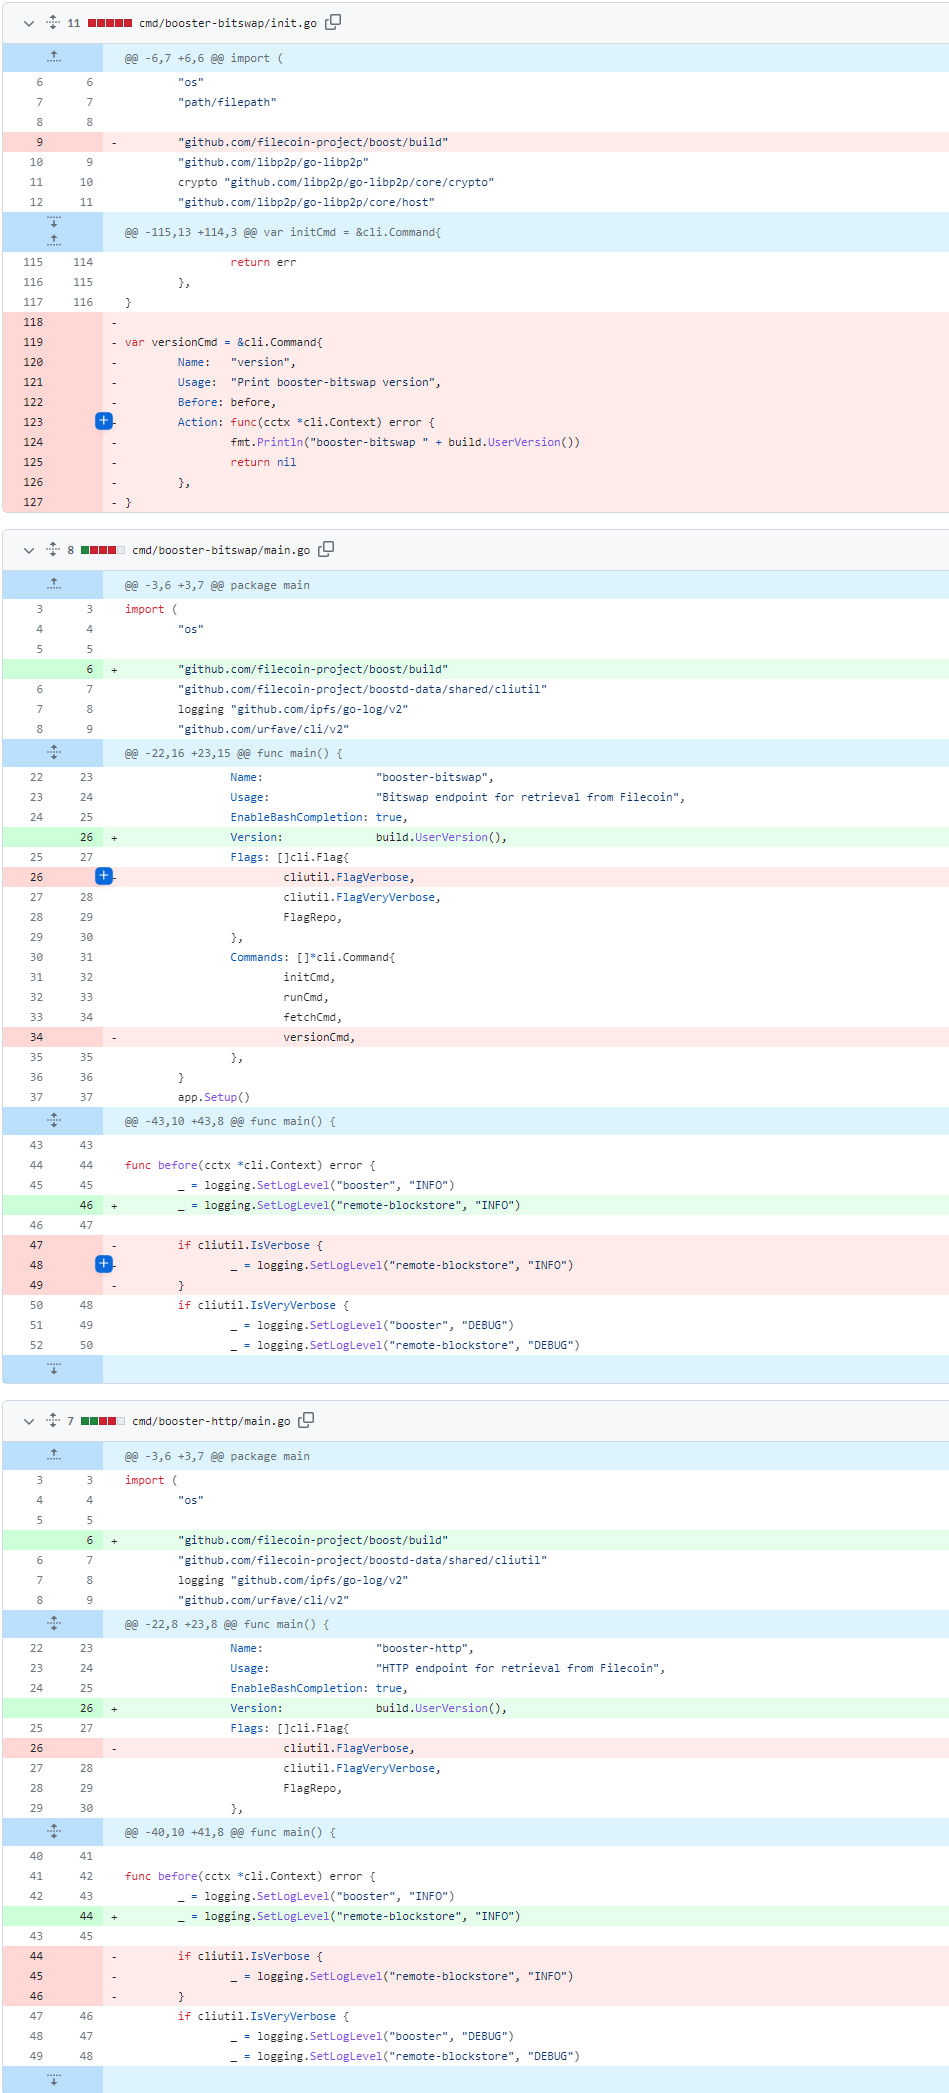 11 cmd/booster-bitswap/init.go
@@ -6,7 +6,6 @@ import (
6 6 "os"
7 7 "path/filepath"
8 8
9 - "github.com/filecoin-project/boost/build"
10 9 "github.com/libp2p/go-libp2p"
11 10 crypto "github.com/libp2p/go-libp2p/core/crypto"
12 11 "github.com/libp2p/go-libp2p/core/host"
@@ -115,13 +114,3 @@ var initCmd = &cli.Command{
115 114 return err
116 115 },
117 116 }
118 -
119 - var versionCmd = &cli.Command{
120 - Name: "version",
121 - Usage: "Print booster-bitswap version",
122 - Before: before,
123 - Action: func(cctx *cli.Context) error {
124 - fmt.Println("booster-bitswap " + build.UserVersion())
125 - return nil
126 - },
127 - }
8 cmd/booster-bitswap/main.go
@@ -3,6 +3,7 @@ package main
3 3 import (
4 4 "os"
5 5
6 + "github.com/filecoin-project/boost/build"
6 7 "github.com/filecoin-project/boostd-data/shared/cliutil"
7 8 logging "github.com/ipfs/go-log/v2"
8 9 "github.com/urfave/cli/v2"
@@ -22,16 +23,15 @@ func main() {
22 23 Name: "booster-bitswap",
23 24 Usage: "Bitswap endpoint for retrieval from Filecoin",
24 25 EnableBashCompletion: true,
26 + Version: build.UserVersion(),
25 27 Flags: []cli.Flag{
26 - cliutil.FlagVerbose,
27 28 cliutil.FlagVeryVerbose,
28 29 FlagRepo,
29 30 },
30 31 Commands: []*cli.Command{
31 32 initCmd,
32 33 runCmd,
33 34 fetchCmd,
34 - versionCmd,
35 35 },
36 36 }
37 37 app.Setup()
@@ -43,10 +43,8 @@ func main() {
43 43
44 44 func before(cctx *cli.Context) error {
45 45 _ = logging.SetLogLevel("booster", "INFO")
46 + _ = logging.SetLogLevel("remote-blockstore", "INFO")
46 47
47 - if cliutil.IsVerbose {
48 - _ = logging.SetLogLevel("remote-blockstore", "INFO")
49 - }
50 48 if cliutil.IsVeryVerbose {
51 49 _ = logging.SetLogLevel("booster", "DEBUG")
52 50 _ = logging.SetLogLevel("remote-blockstore", "DEBUG")
7 cmd/booster-http/main.go
@@ -3,6 +3,7 @@ package main
3 3 import (
4 4 "os"
5 5
6 + "github.com/filecoin-project/boost/build"
6 7 "github.com/filecoin-project/boostd-data/shared/cliutil"
7 8 logging "github.com/ipfs/go-log/v2"
8 9 "github.com/urfave/cli/v2"
@@ -22,8 +23,8 @@ func main() {
22 23 Name: "booster-http",
23 24 Usage: "HTTP endpoint for retrieval from Filecoin",
24 25 EnableBashCompletion: true,
26 + Version: build.UserVersion(),
25 27 Flags: []cli.Flag{
26 - cliutil.FlagVerbose,
27 28 cliutil.FlagVeryVerbose,
28 29 FlagRepo,
29 30 },
@@ -40,10 +41,8 @@ func main() {
40 41
41 42 func before(cctx *cli.Context) error {
42 43 _ = logging.SetLogLevel("booster", "INFO")
44 + _ = logging.SetLogLevel("remote-blockstore", "INFO")
43 45
44 - if cliutil.IsVerbose {
45 - _ = logging.SetLogLevel("remote-blockstore", "INFO")
46 - }
47 46 if cliutil.IsVeryVerbose {
48 47 _ = logging.SetLogLevel("booster", "DEBUG")
49 48 _ = logging.SetLogLevel("remote-blockstore", "DEBUG")